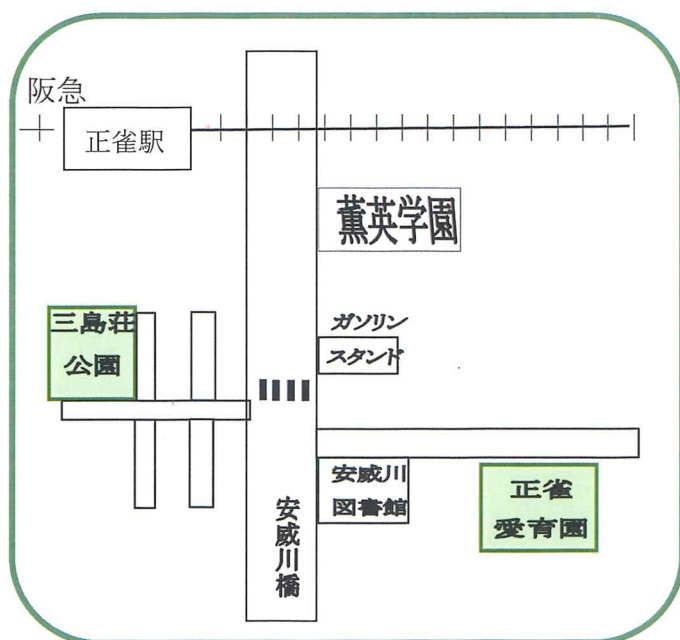 阪急
正雀駅
薫英学園
三島荘
公園
ガソリン
スタンド
安威川
図書館
正雀
愛育園
安威川橋